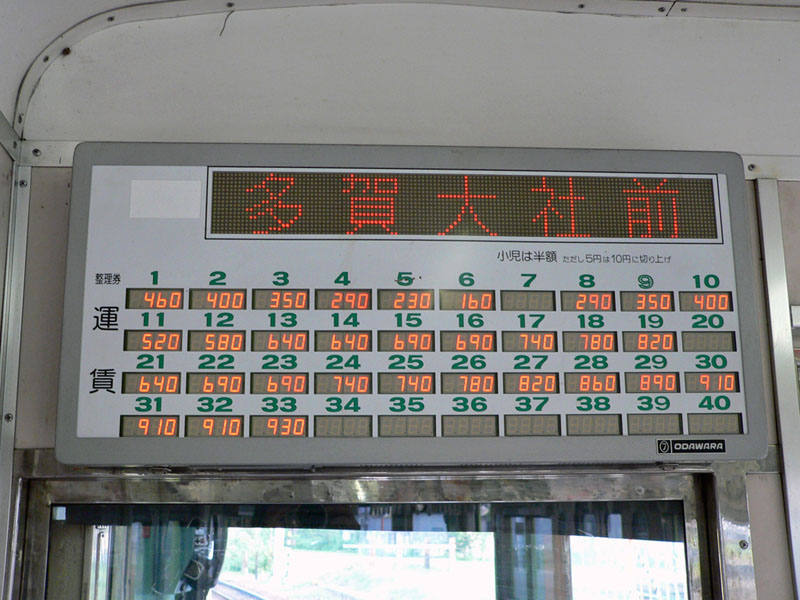 多賀大社前
小児は半額 ただし5円は10円に切り上げ
整理券 1 2 3 4 5 6 7 8 9 10
460 400 350 290 230 160 290 350 400
11 12 13 14 15 16 17 18 19 20
520 580 640 640 690 690 740 780 820
21 22 23 24 25 26 27 28 29 30
640 690 690 740 740 780 820 860 890 910
31 32 33 34 35 36 37 38 39 40
910 910 930
運賃
ODAWARA